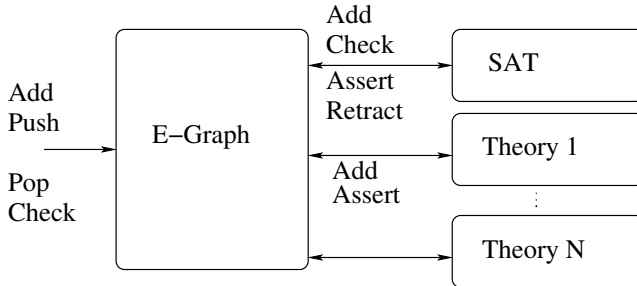 Add
Push
Pop
Check
E−Graph
Add
Check
Assert
Retract
Add
Assert
SAT
Theory 1
Theory N